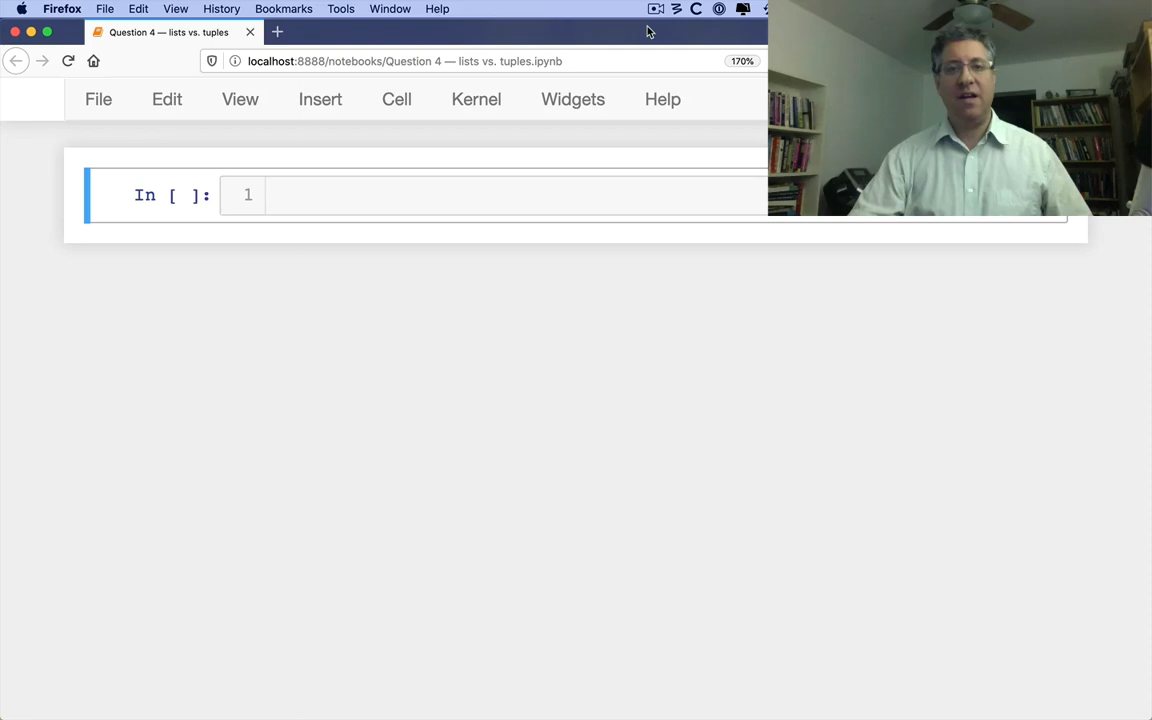 Firefox File Edit View History Bookmarks Tools Window Help
Question 4 — lists vs. tuples
localhost:8888/notebooks/Question 4 — lists vs. tuples.ipynb 170%
File Edit View Insert Cell Kernel Widgets Help
In [ ]: 1